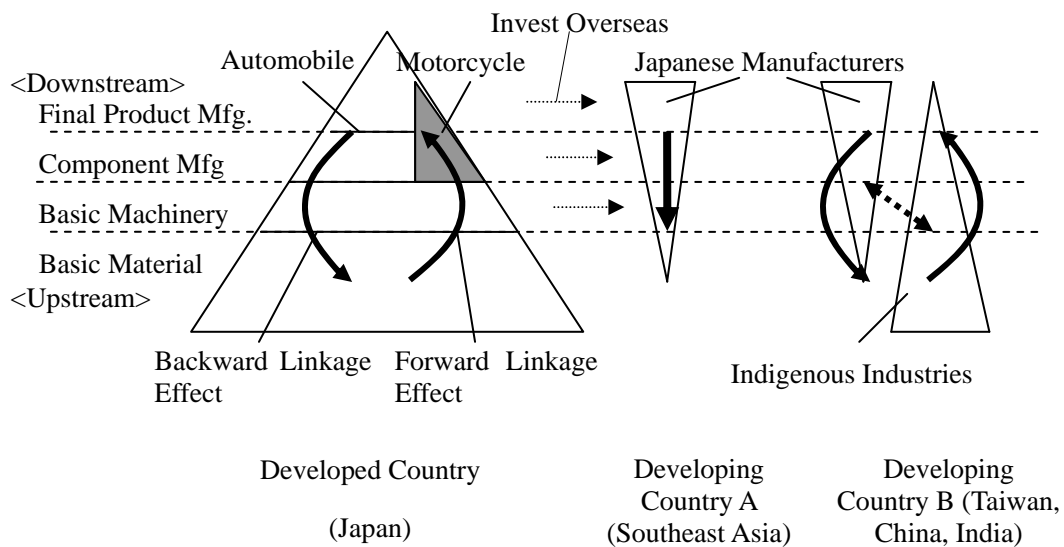 Invest Overseas
Automobile
Motorcycle
Japanese Manufacturers
<Downstream>
Final Product Mfg.
Component Mfg
Basic Machinery
Basic Material
<Upstream>
Backward Linkage
Effect
Forward Linkage
Effect
Indigenous Industries
Developed Country
(Japan)
Developing
Country A
(Southeast Asia)
Developing
Country B (Taiwan,
China, India)